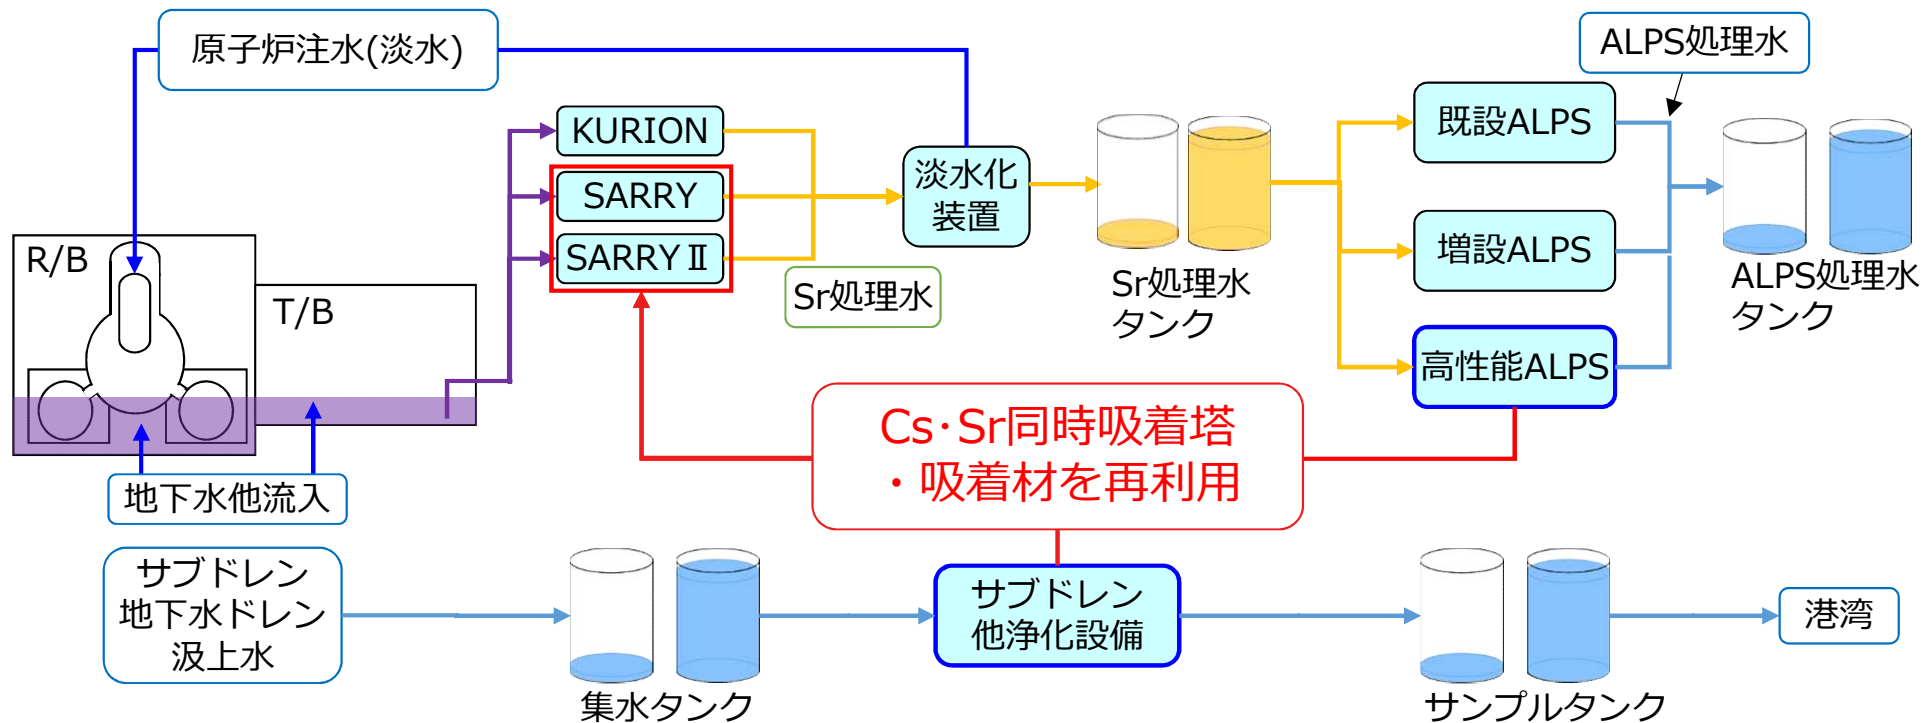 原子炉注水(淡水)
ALPS処理水
KURION
SARRY
SARRYⅡ
淡水化
装置
既設ALPS
増設ALPS
高性能ALPS
R/B
T/B
Sr処理水
Sr処理水
タンク
ALPS処理水
タンク
Cs･Sr同時吸着塔
・吸着材を再利用
地下水他流入
サブドレン
地下水ドレン
汲上水
集水タンク
サブドレン
他浄化設備
サンプルタンク
港湾